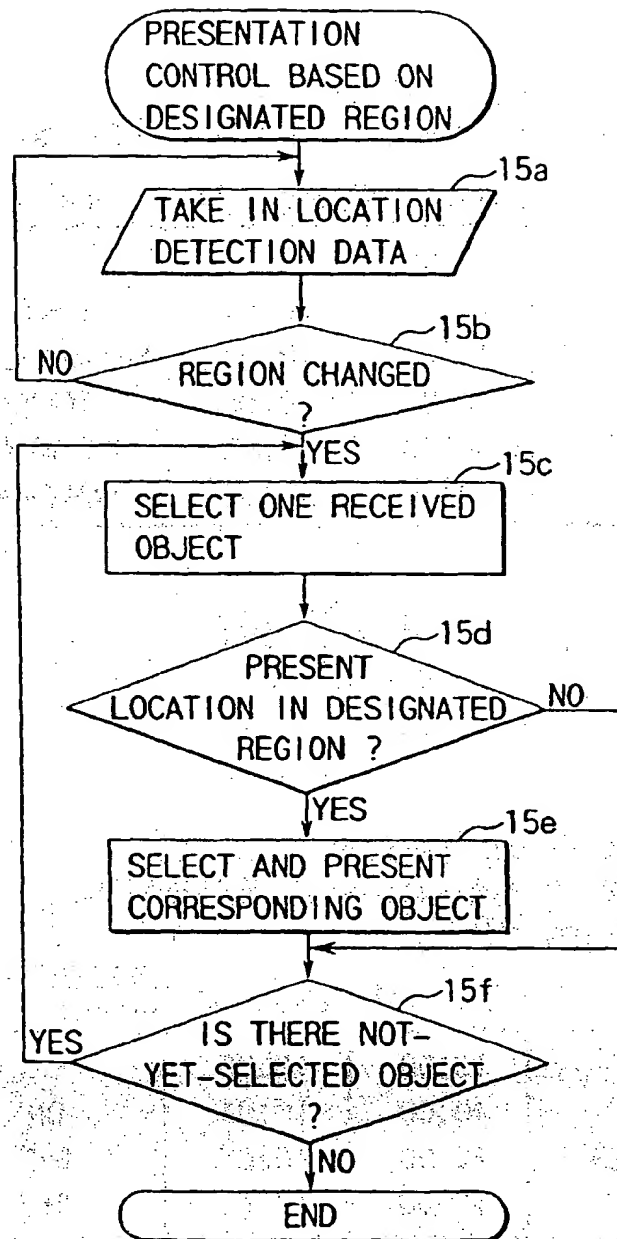 PRESENTATION
CONTROL BASED ON
DESIGNATED REGION
15a
TAKE IN LOCATION
DETECTION DATA
15b
NO
REGION CHANGED
?
YES
15c
SELECT ONE RECEIVED
OBJECT
15d
PRESENT
LOCATION IN DESIGNATED
REGION ?
NO
YES
15e
SELECT AND PRESENT
CORRESPONDING OBJECT
15f
YES
IS THERE NOT-
YET-SELECTED OBJECT
?
NO
END